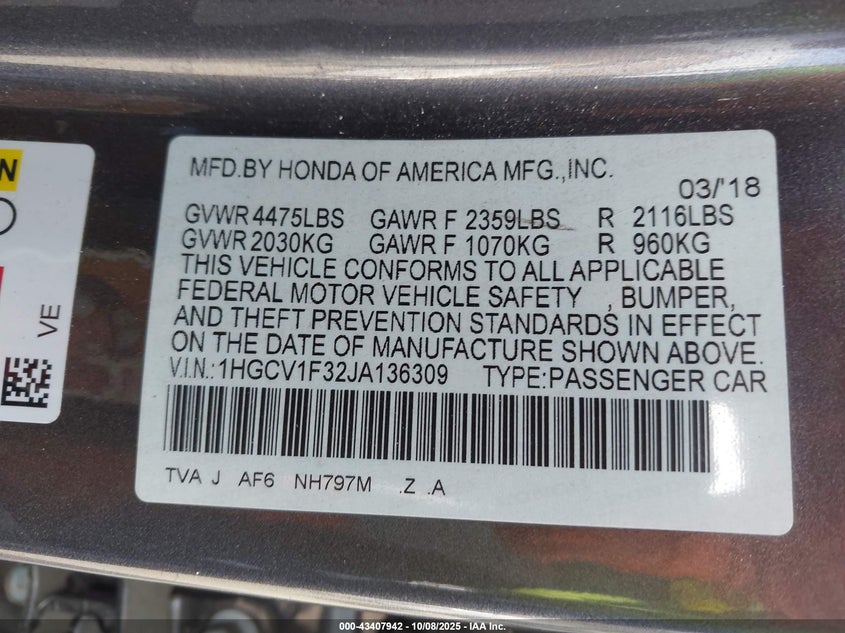 N
VE
MFD.BY HONDA OF AMERICA MFG.,INC.
03/'18
GVWR 4475LBS GAWR F 2359LBS R 2116LBS
GVWR 2030KG GAWR F 1070KG R 960KG
THIS VEHICLE CONFORMS TO ALL APPLICABLE
FEDERAL MOTOR VEHICLE SAFETY , BUMPER,
AND THEFT PREVENTION STANDARDS IN EFFECT
ON THE DATE OF MANUFACTURE SHOWN ABOVE.
V.I.N.:1HGCV1F32JA136309 TYPE:PASSENGER CAR
TVA J AF6 NH797M .Z .A
000-43407942 - 10/08/2025 - IAA Inc.